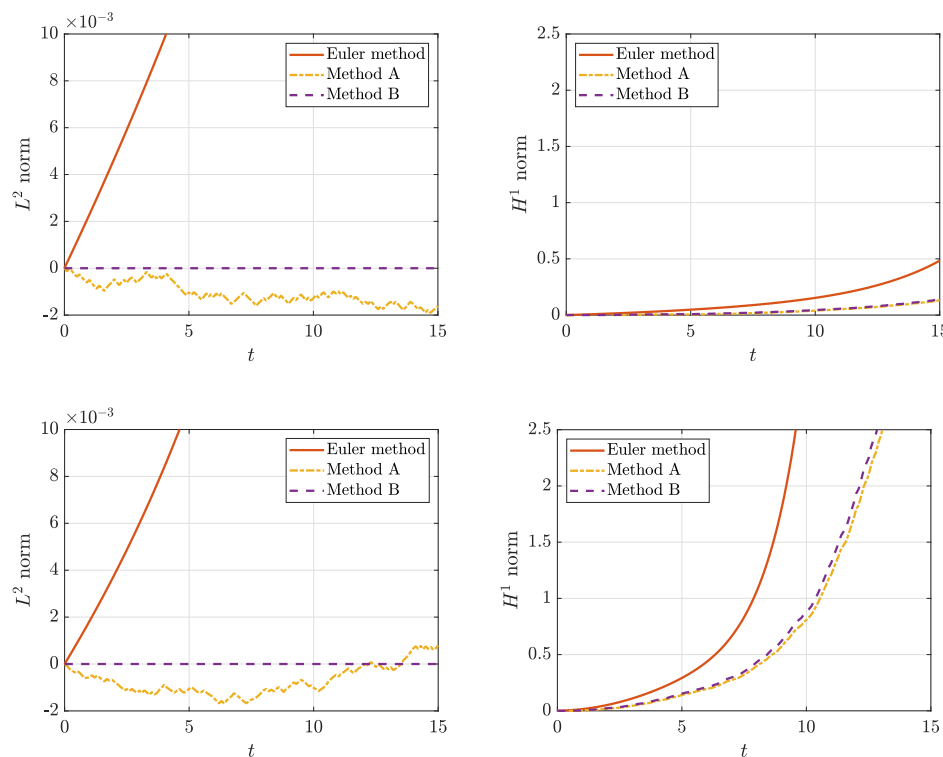 ×10⁻³
10
8
6
4
2
0
-2
L² norm
0
5
10
15
t
Euler method
Method A
Method B
2.5
2
1.5
1
0.5
0
H¹ norm
0
5
10
15
t
Euler method
Method A
Method B
×10⁻³
10
8
6
4
2
0
-2
L² norm
0
5
10
15
t
Euler method
Method A
Method B
2.5
2
1.5
1
0.5
0
H¹ norm
0
5
10
15
t
Euler method
Method A
Method B